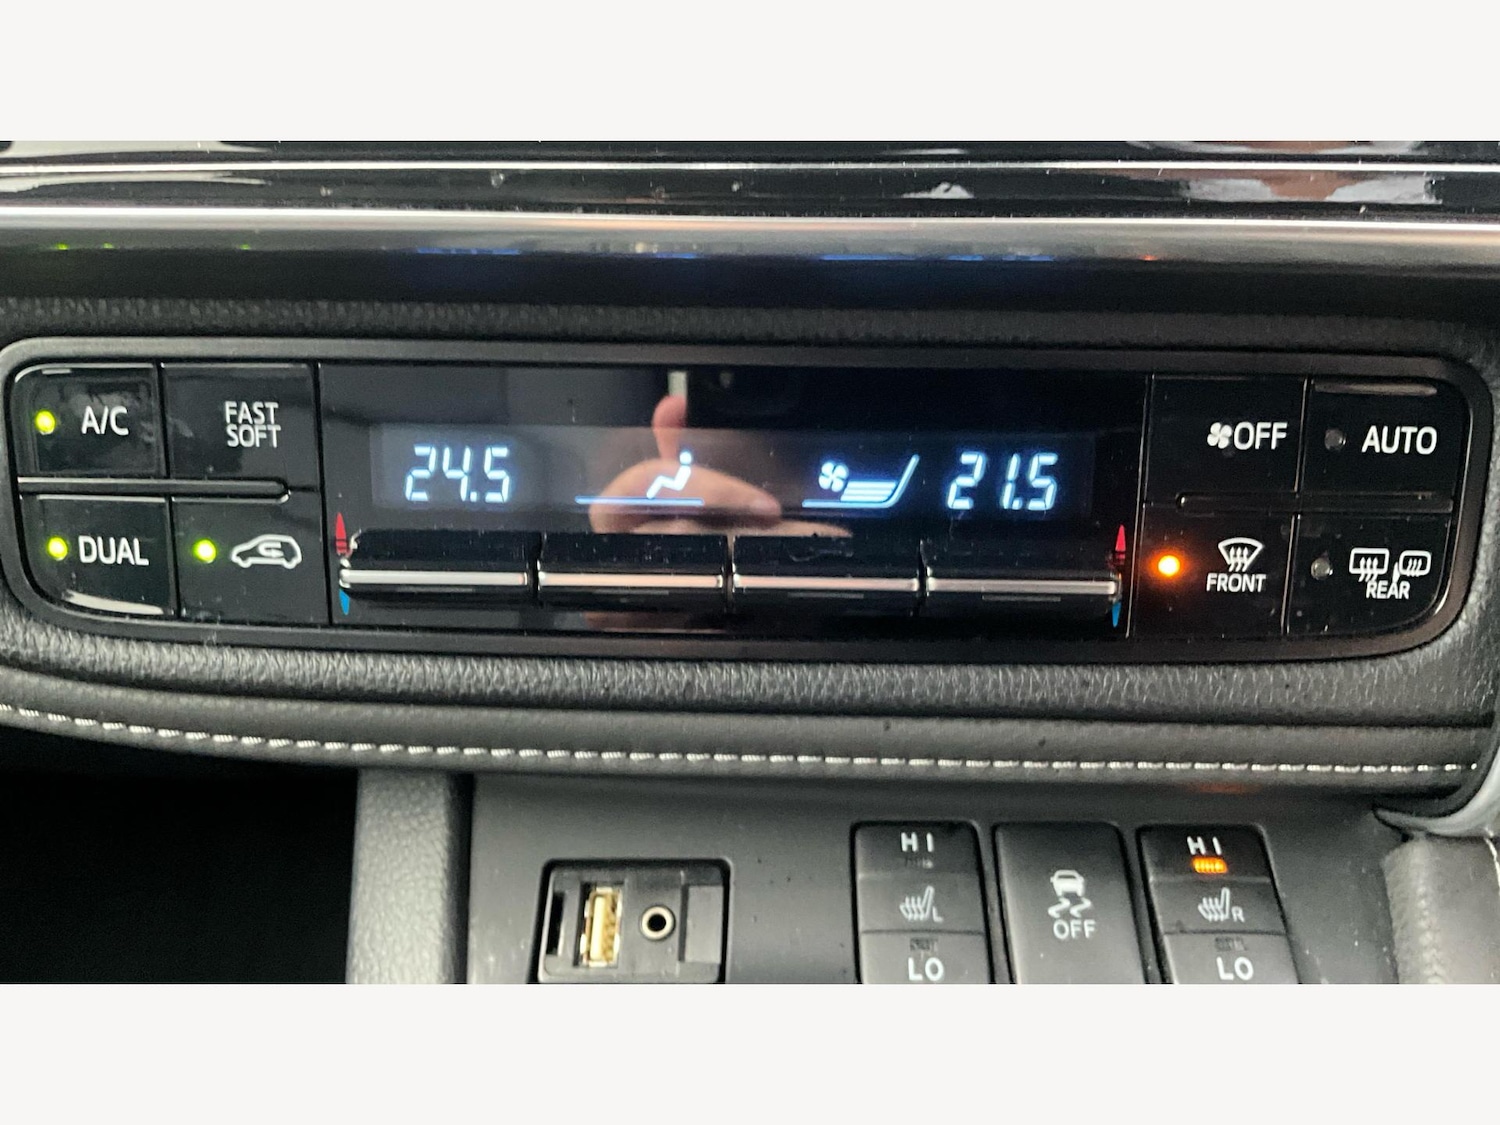 A/C
FAST
SOFT
24.5
21.5
OFF
AUTO
DUAL
FRONT
REAR
HI
HI
L
OFF
R
LO
LO